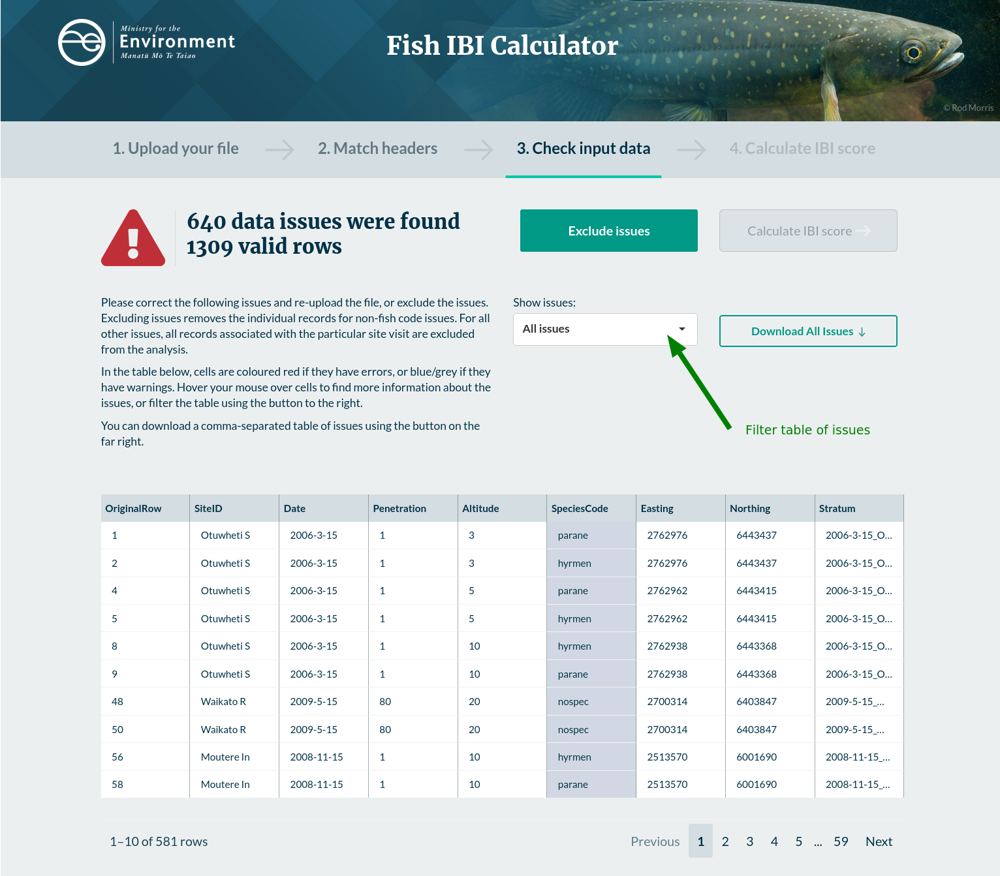 Ministry for the
Environment
Manatū Mō Te Taiao
Fish IBI Calculator
© Rod Morris
1. Upload your file
2. Match headers
3. Check input data
4. Calculate IBI score
640 data issues were found
1309 valid rows
Exclude issues
Calculate IBI score →
Please correct the following issues and re-upload the file, or exclude the issues.
Excluding issues removes the individual records for non-fish code issues. For all
other issues, all records associated with the particular site visit are excluded
from the analysis.
In the table below, cells are coloured red if they have errors, or blue/grey if they
have warnings. Hover your mouse over cells to find more information about the
issues, or filter the table using the button to the right.
You can download a comma-separated table of issues using the button on the
far right.
Show issues:
All issues
Download All Issues ↓
Filter table of issues
OriginalRow SiteID Date Penetration Altitude SpeciesCode Easting Northing Stratum
1 Otuwheti S 2006-3-15 1 3 parane 2762976 6443437 2006-3-15_O...
2 Otuwheti S 2006-3-15 1 3 hyrmen 2762976 6443437 2006-3-15_O...
4 Otuwheti S 2006-3-15 1 5 parane 2762962 6443415 2006-3-15_O...
5 Otuwheti S 2006-3-15 1 5 hyrmen 2762962 6443415 2006-3-15_O...
8 Otuwheti S 2006-3-15 1 10 hyrmen 2762938 6443368 2006-3-15_O...
9 Otuwheti S 2006-3-15 1 10 parane 2762938 6443368 2006-3-15_O...
48 Waikato R 2009-5-15 80 20 nospec 2700314 6403847 2009-5-15_...
50 Waikato R 2009-5-15 80 20 nospec 2700314 6403847 2009-5-15_...
56 Moutere In 2008-11-15 1 10 hyrmen 2513570 6001690 2008-11-15_...
58 Moutere In 2008-11-15 1 10 parane 2513570 6001690 2008-11-15_...
1–10 of 581 rows
Previous 1 2 3 4 5 ... 59 Next